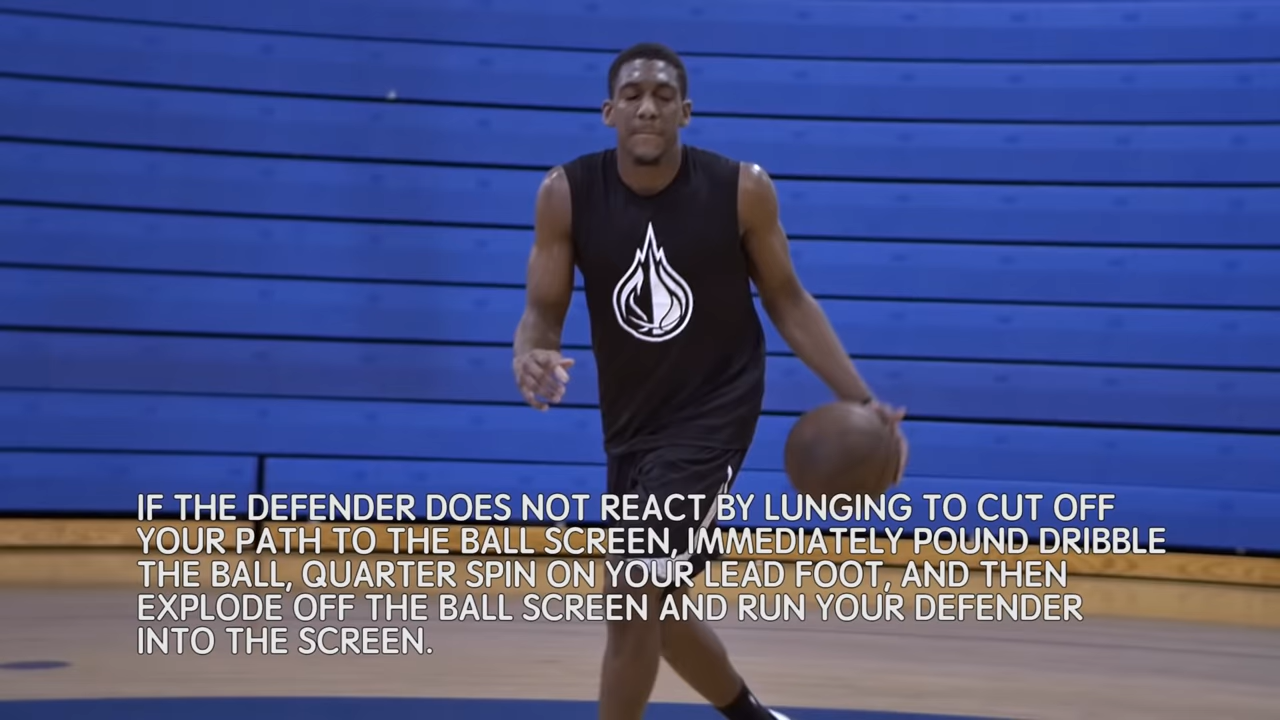 IF THE DEFENDER DOES NOT REACT BY LUNGING TO CUT OFF
YOUR PATH TO THE BALL SCREEN, IMMEDIATELY POUND DRIBBLE
THE BALL, QUARTER SPIN ON YOUR LEAD FOOT, AND THEN
EXPLODE OFF THE BALL SCREEN AND RUN YOUR DEFENDER
INTO THE SCREEN.